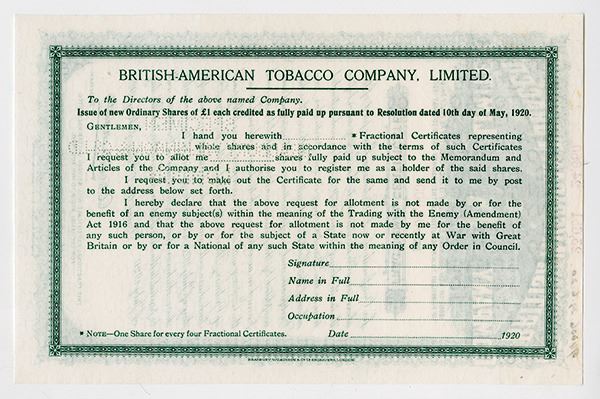 BRITISH-AMERICAN TOBACCO COMPANY, LIMITED.
To the Directors of the above named Company.
Issue of new Ordinary Shares of £1 each credited as fully paid up pursuant to Resolution dated 10th day of May, 1920.
GENTLEMEN,
I hand you herewith * Fractional Certificates representing
whole shares and in accordance with the terms of such Certificates
I request you to allot me shares fully paid up subject to the Memorandum and
Articles of the Company and I authorise you to register me as a holder of the said shares.
I request you to make out the Certificate for the same and send it to me by post
to the address below set forth.
I hereby declare that the above request for allotment is not made by or for the
benefit of an enemy subject(s) within the meaning of the Trading with the Enemy (Amendment)
Act 1916 and that the above request for allotment is not made by me for the benefit of
any such person, or by or for the subject of a State now or recently at War with Great
Britain or by or for a National of any such State within the meaning of any Order in Council.
Signature
Name in Full
Address in Full
Occupation
* NOTE—One Share for every four Fractional Certificates. Date 1920